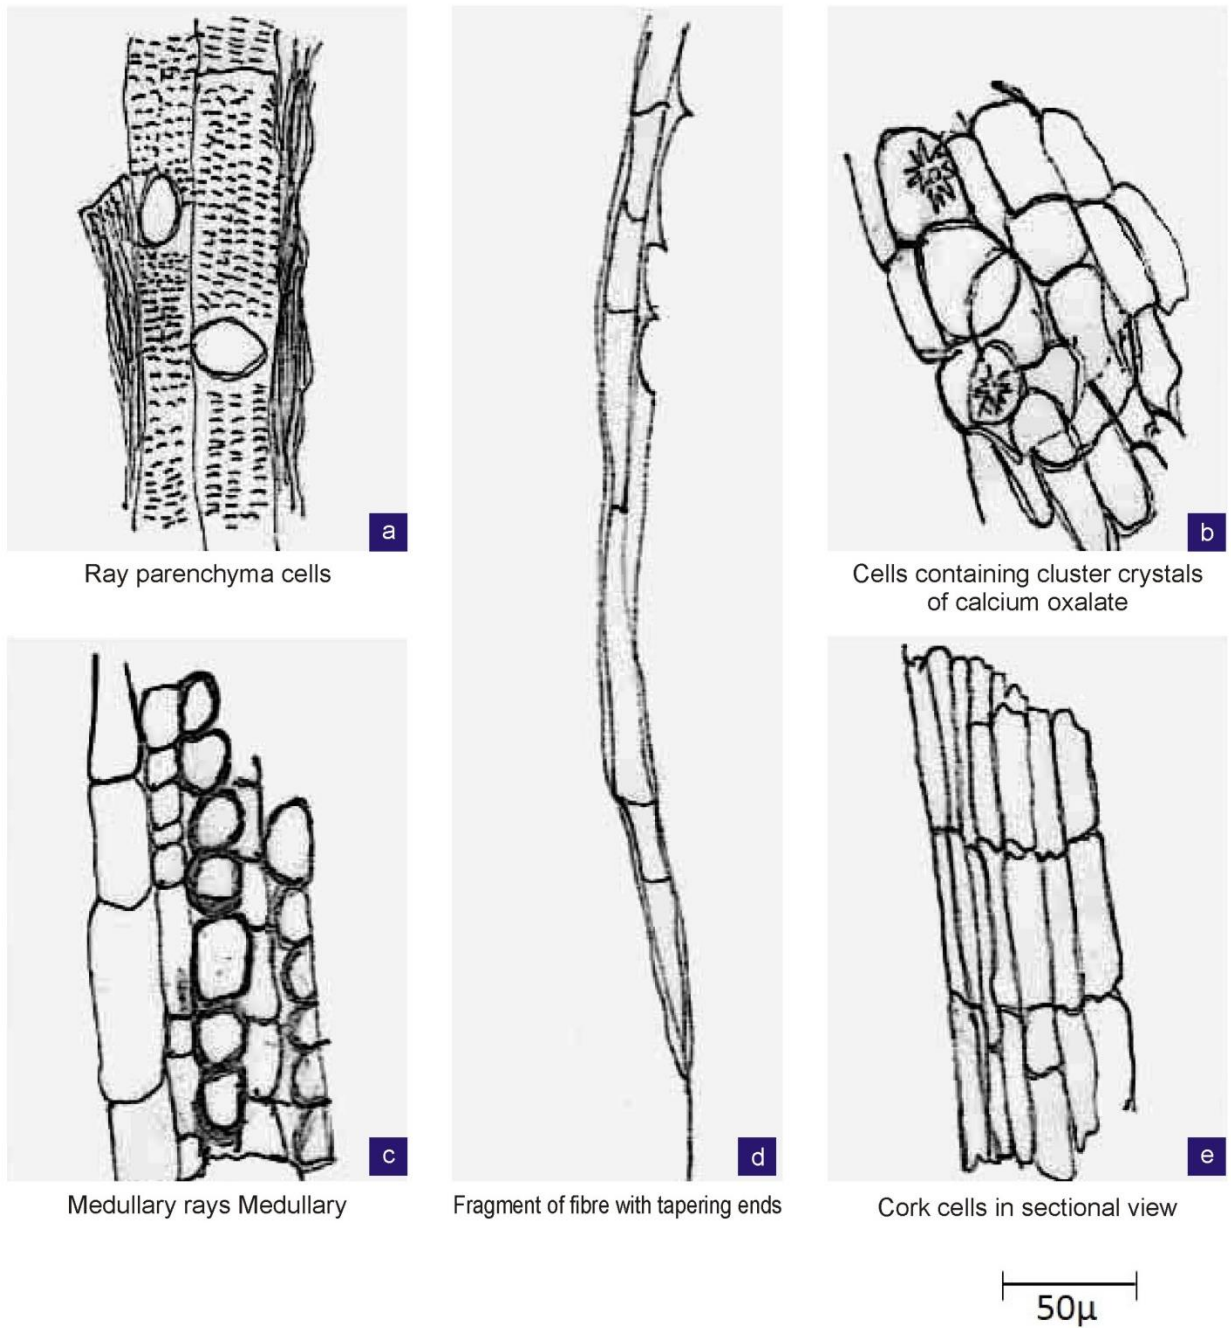 a
Ray parenchyma cells
b
Cells containing cluster crystals
of calcium oxalate
c
Medullary rays Medullary
d
Fragment of fibre with tapering ends
e
Cork cells in sectional view
50μ